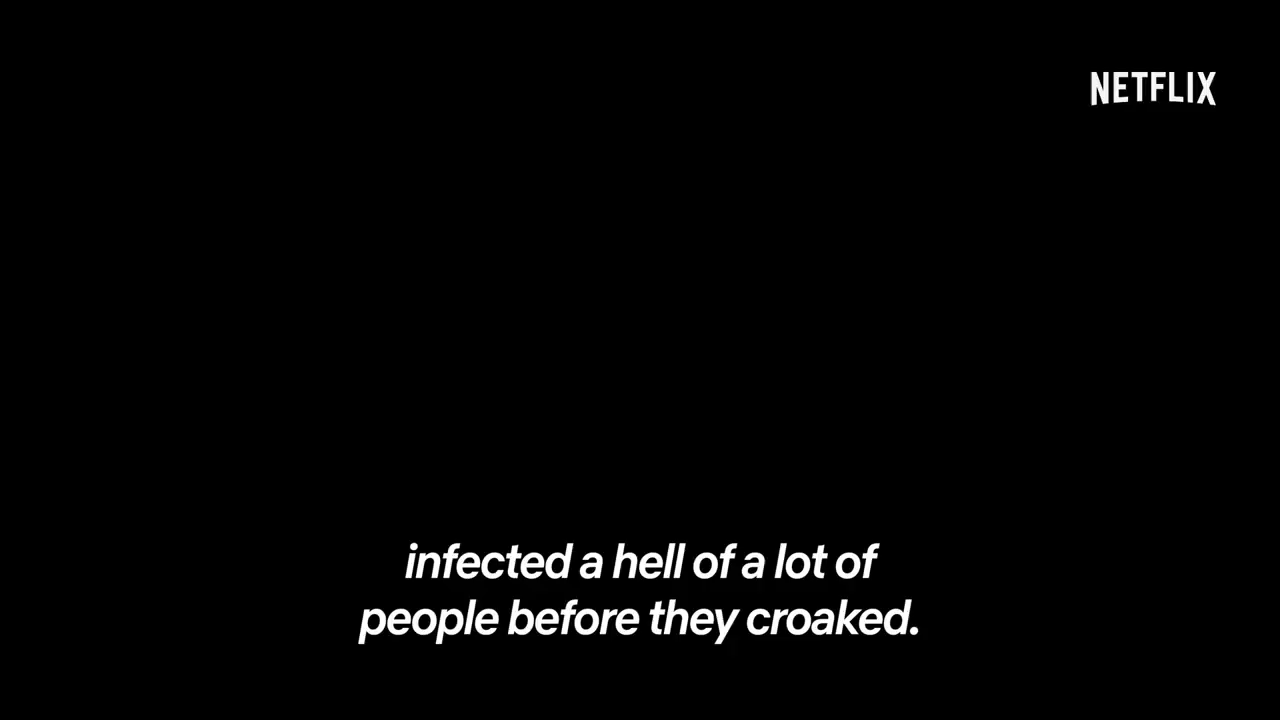 NETFLIX
infected a hell of a lot of
people before they croaked.